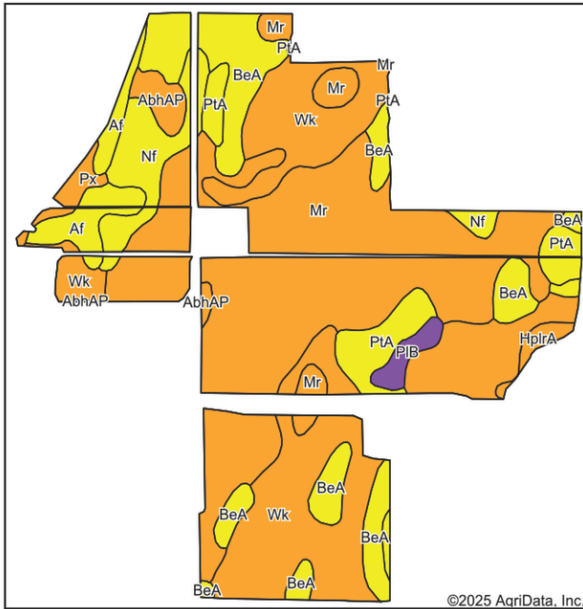 Mr
PtA
BeA
Mr
AbhAP
Mr
PtA
PtA
Af
Wk
Nf
BeA
Px
Mr
Nf
BeA
Af
PtA
Wk
BeA
AbhAP
AbhAP
HplrA
PtA
PIB
Mr
BeA
BeA
Wk
BeA
BeA
BeA
©2025 AgriData, Inc.